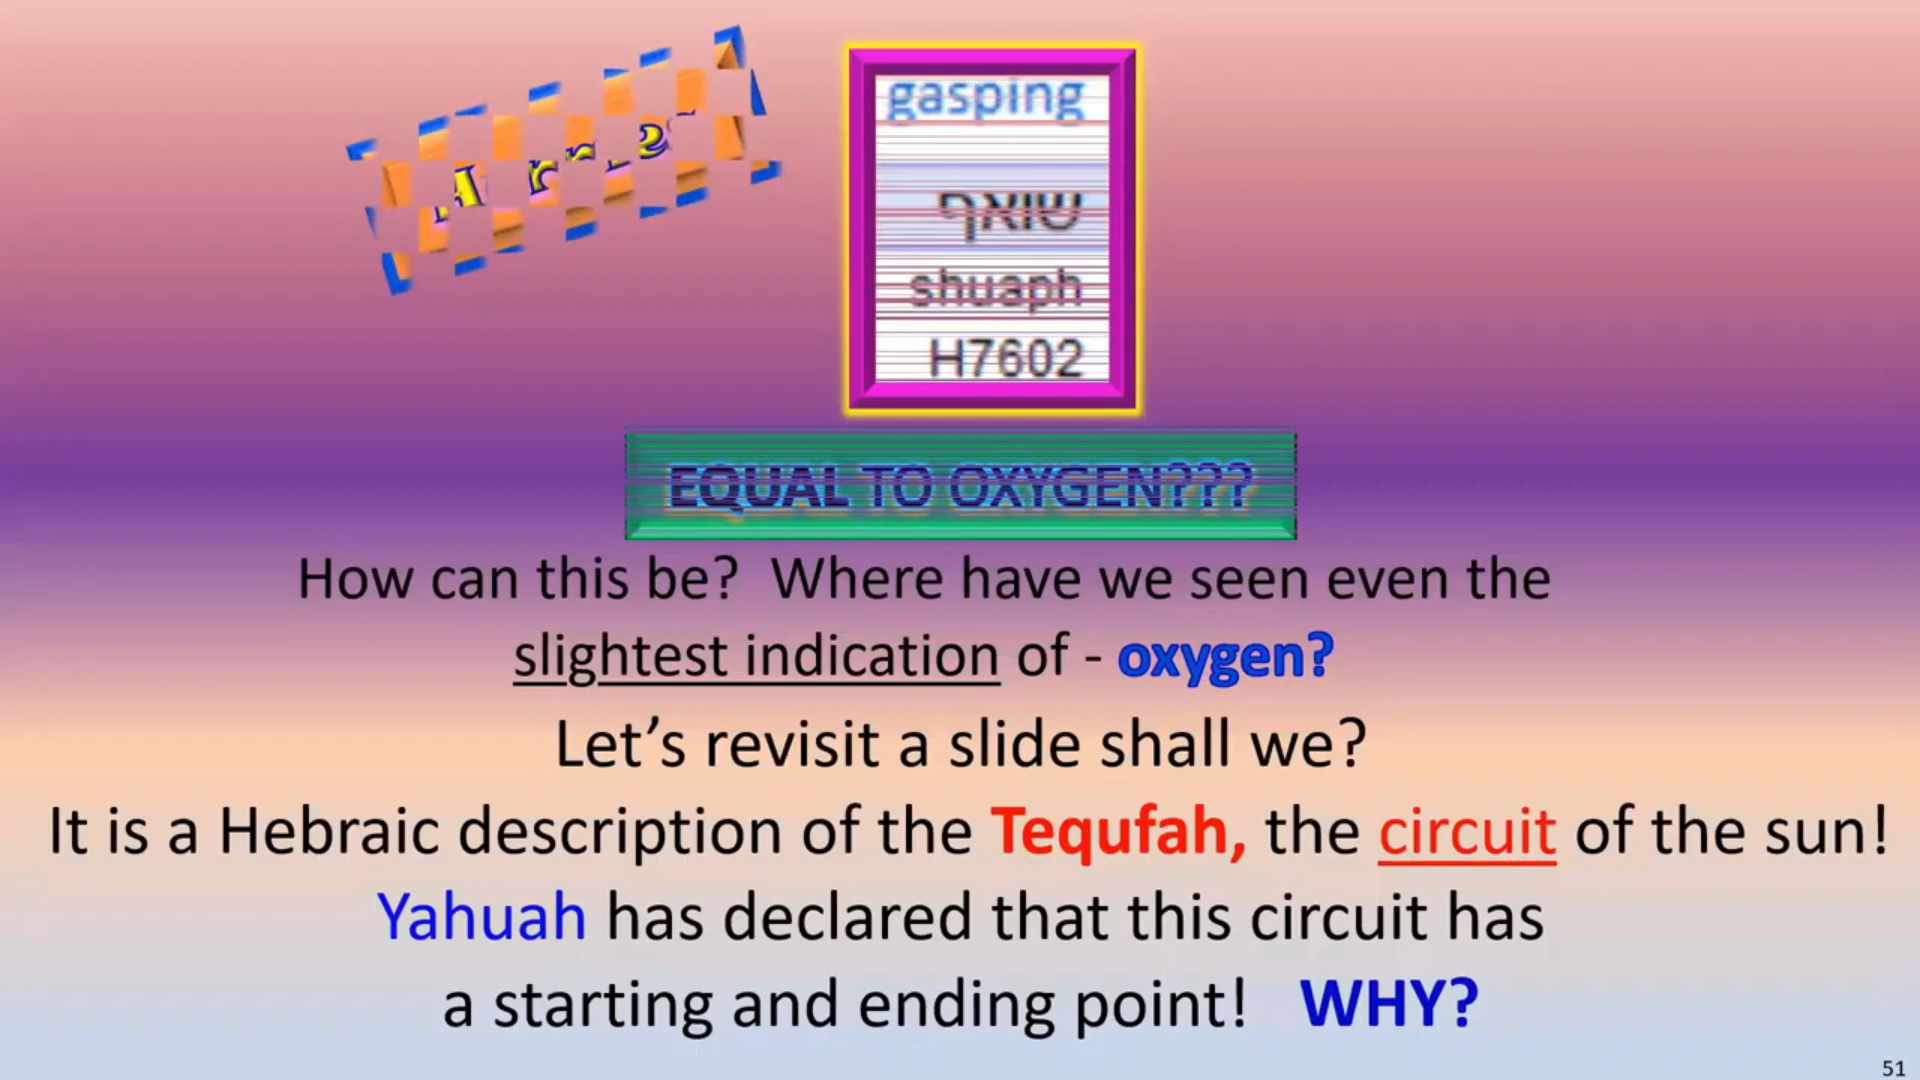 gasping
שואף
shuaph
H7602
EQUAL TO OXYGEN???
How can this be? Where have we seen even the
slightest indication of - oxygen?
Let’s revisit a slide shall we?
It is a Hebraic description of the Tequfah, the circuit of the sun!
Yahuah has declared that this circuit has
a starting and ending point! WHY?
51